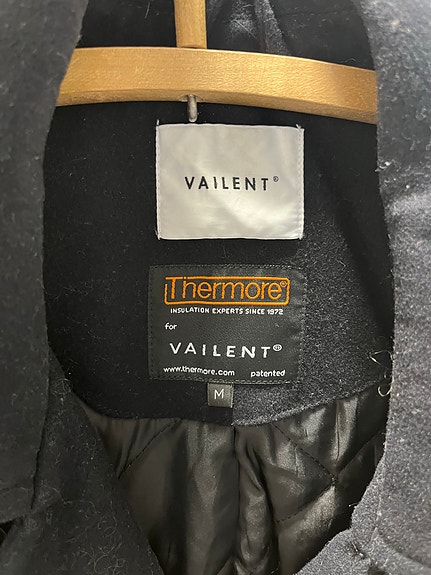 VAILENT®
Thermore®
INSULATION EXPERTS SINCE 1972
for
VAILENT®
www.thermore.com patented
M